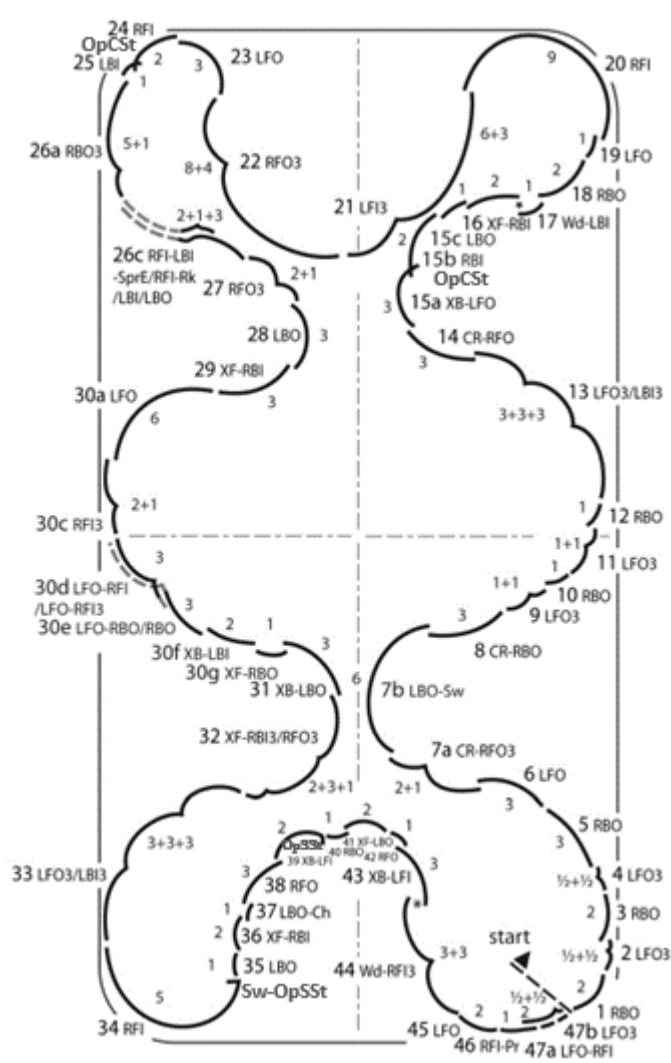 24 RFI
OpCSt
25 LBI
2
3
23 LFO
9
20 RFI
1
26a RBO3
5+1
8+4
22 RFO3
6+3
1
19 LFO
2
18 RBO
21 LFI3
1
2
1
16 XF-RBI
17 Wd-LBI
2+1+3
2
15c LBO
15b RBI
OpCSt
26c RFI-LBI
-SprE/RFI-Rk
/LBI/LBO
27 RFO3
2+1
15a XB-LFO
3
28 LBO
3
14 CR-RFO
3
29 XF-RBI
3
30a LFO
6
13 LFO3/LBI3
3+3+3
2+1
30c RFI3
1
12 RBO
1+1
11 LFO3
3
1
10 RBO
1+1
9 LFO3
30d LFO-RFI
/LFO-RFI3
30e LFO-RBO/RBO
3
2
1
3
3
8 CR-RBO
30f XB-LBI
30g XF-RBO
31 XB-LBO
6
7b LBO-Sw
32 XF-RBI3/RFO3
7a CR-RFO3
2+3+1
2+1
6 LFO
3
5 RBO
3
3+3+3
33 LFO3/LBI3
2
1
2
1
OpSSt
39 XB-LFI
40 RBO
41 XF-LBO
42 RFO
½+½
4 LFO3
3
38 RFO
43 XB-LFI
3
1
37 LBO-Ch
2
3 RBO
2
36 XF-RBI
start
½+½
2 LFO3
1
35 LBO
44 Wd-RFI3
3+3
Sw-OpSSt
5
2
½+½
1 RBO
34 RFI
45 LFO
2
1
2
47b LFO3
46 RFI-Pr
47a LFO-RFI